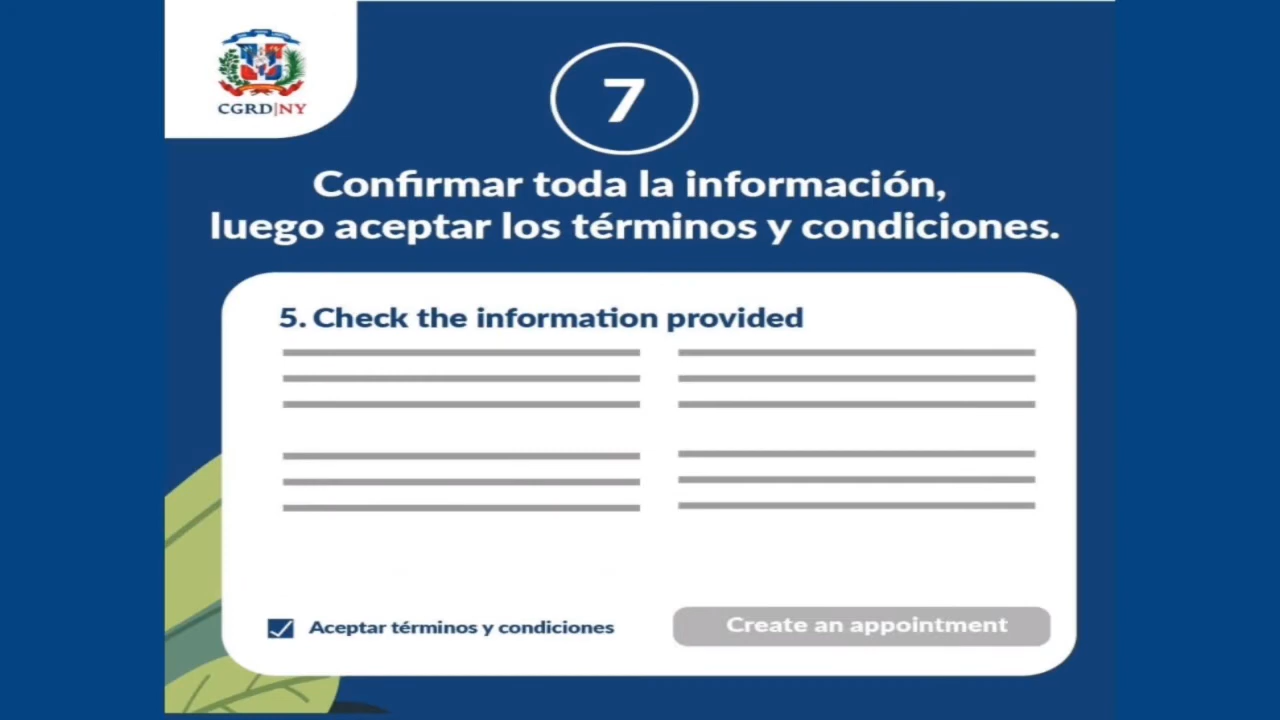 CGRD|NY
7
Confirmar toda la información,
luego aceptar los términos y condiciones.
5. Check the information provided
Aceptar términos y condiciones
Create an appointment